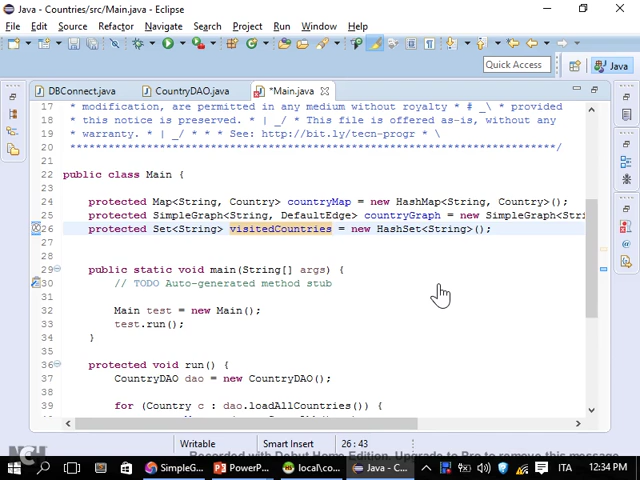 Java - Countries/src/Main.java - Eclipse
File Edit Source Refactor Navigate Search Project Run Window Help
Quick Access
Java
DBConnect.java CountryDAO.java *Main.java
17 * modification, are permitted in any medium without royalty * # _\ * provided
18 * this notice is preserved. * | _/ * This file is offered as-is, without any
19 * warranty. * | _/ * * * See: http://bit.ly/tecn-progr * \
20 *********************************************************************/
21
22 public class Main {
23
24 protected Map<String, Country> countryMap = new HashMap<String, Country>();
25 protected SimpleGraph<String, DefaultEdge> countryGraph = new SimpleGraph<Stri
26 protected Set<String> visitedCountries = new HashSet<String>();
27
28
29 public static void main(String[] args) {
30 // TODO Auto-generated method stub
31
32 Main test = new Main();
33 test.run();
34 }
35
36 protected void run() {
37 CountryDAO dao = new CountryDAO();
38
39 for (Country c : dao.loadAllCountries()) {
Writable Smart Insert 26 : 43
NCH
Recorded with Debut Home Edition. Upgrade to Pro to remove this message
SimpleG... PowerP... local\co... Java - C... ITA 12:34 PM